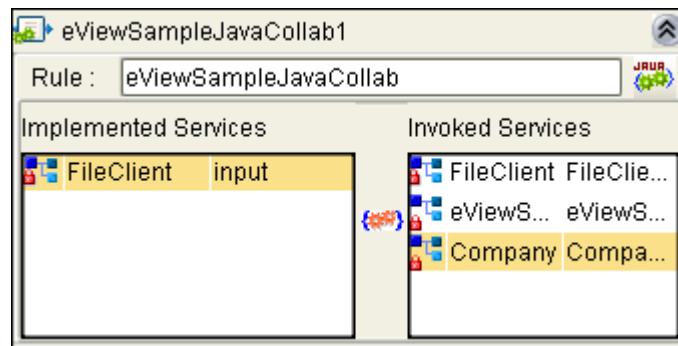 eViewSampleJavaCollab1
Rule : eViewSampleJavaCollab JAVA
Implemented Services Invoked Services
FileClient input FileClient FileClie...
eViewS... eViewS...
Company Compa...